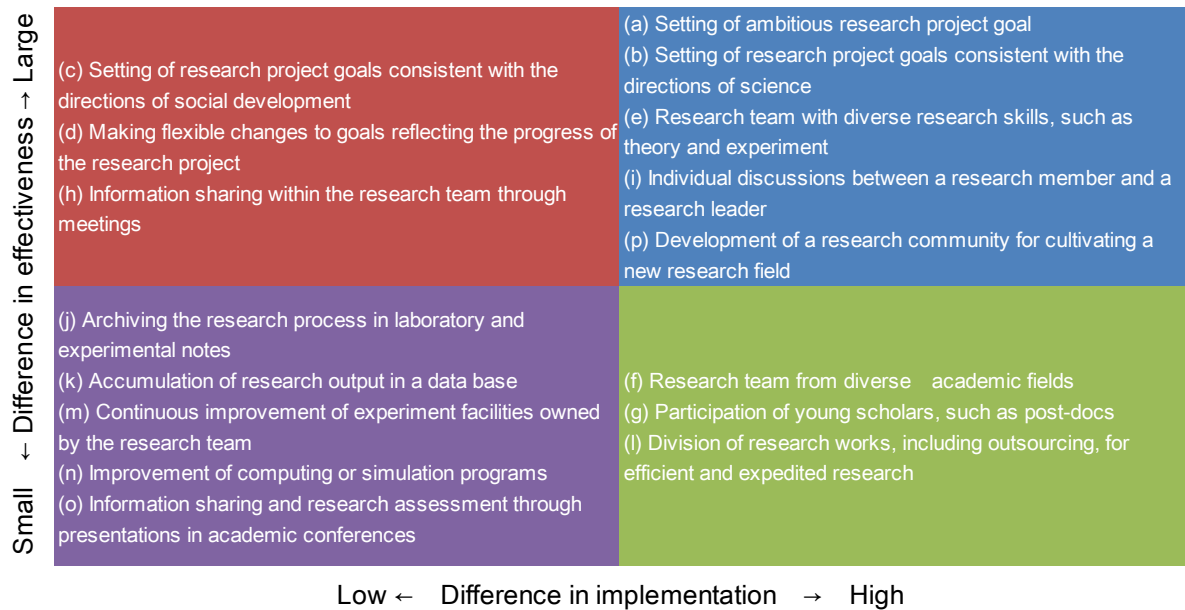 Small ← Difference in effectiveness → Large
(c) Setting of research project goals consistent with the
directions of social development
(d) Making flexible changes to goals reflecting the progress of
the research project
(h) Information sharing within the research team through
meetings
(a) Setting of ambitious research project goal
(b) Setting of research project goals consistent with the
directions of science
(e) Research team with diverse research skills, such as
theory and experiment
(i) Individual discussions between a research member and a
research leader
(p) Development of a research community for cultivating a
new research field
(j) Archiving the research process in laboratory and
experimental notes
(k) Accumulation of research output in a data base
(m) Continuous improvement of experiment facilities owned
by the research team
(n) Improvement of computing or simulation programs
(o) Information sharing and research assessment through
presentations in academic conferences
(f) Research team from diverse academic fields
(g) Participation of young scholars, such as post-docs
(l) Division of research works, including outsourcing, for
efficient and expedited research
Low ← Difference in implementation → High